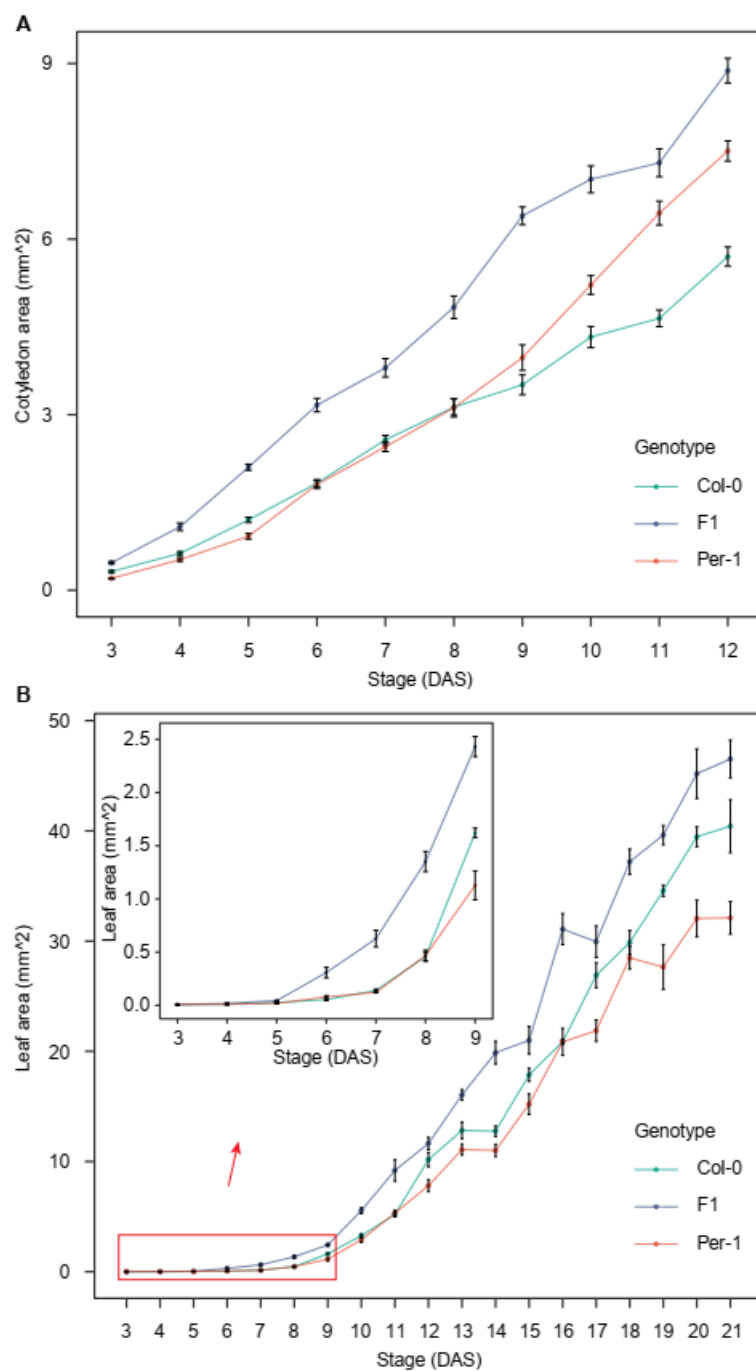 A
9
6
3
0
Cotyledon area (mm^2)
Genotype
Col-0
F1
Per-1
3 4 5 6 7 8 9 10 11 12
Stage (DAS)
B
50
40
30
20
10
0
Leaf area (mm^2)
2.5
2.0
1.5
1.0
0.5
0.0
Leaf area (mm^2)
3 4 5 6 7 8 9
Stage (DAS)
Genotype
Col-0
F1
Per-1
3 4 5 6 7 8 9 10 11 12 13 14 15 16 17 18 19 20 21
Stage (DAS)